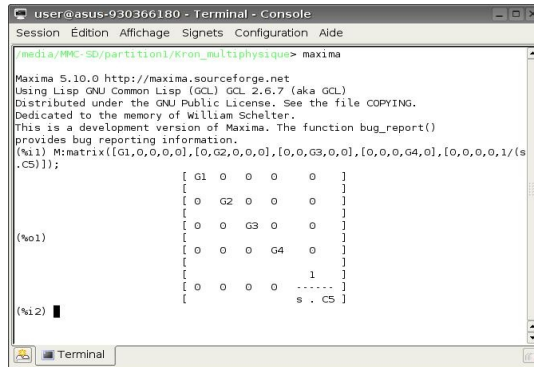 user@asus-930366180 - Terminal - Console
Session Édition Affichage Signets Configuration Aide
/media/MMC-SD/partition1/Kron_multiphysique> maxima
Maxima 5.10.0 http://maxima.sourceforge.net
Using Lisp GNU Common Lisp (GCL) GCL 2.6.7 (aka GCL)
Distributed under the GNU Public License. See the file COPYING.
Dedicated to the memory of William Schelter.
This is a development version of Maxima. The function bug_report()
provides bug reporting information.
(%i1) M:matrix([G1,0,0,0,0],[0,G2,0,0,0],[0,0,G3,0,0],[0,0,0,G4,0],[0,0,0,0,1/(s
.C5)]);
[ G1 0 0 0 0 ]
[ ]
[ 0 G2 0 0 0 ]
[ ]
[ 0 0 G3 0 0 ]
(%o1) [ ]
[ 0 0 0 G4 0 ]
[ ]
[ 1 ]
[ 0 0 0 0 ------ ]
[ s . C5 ]
(%i2)
Terminal